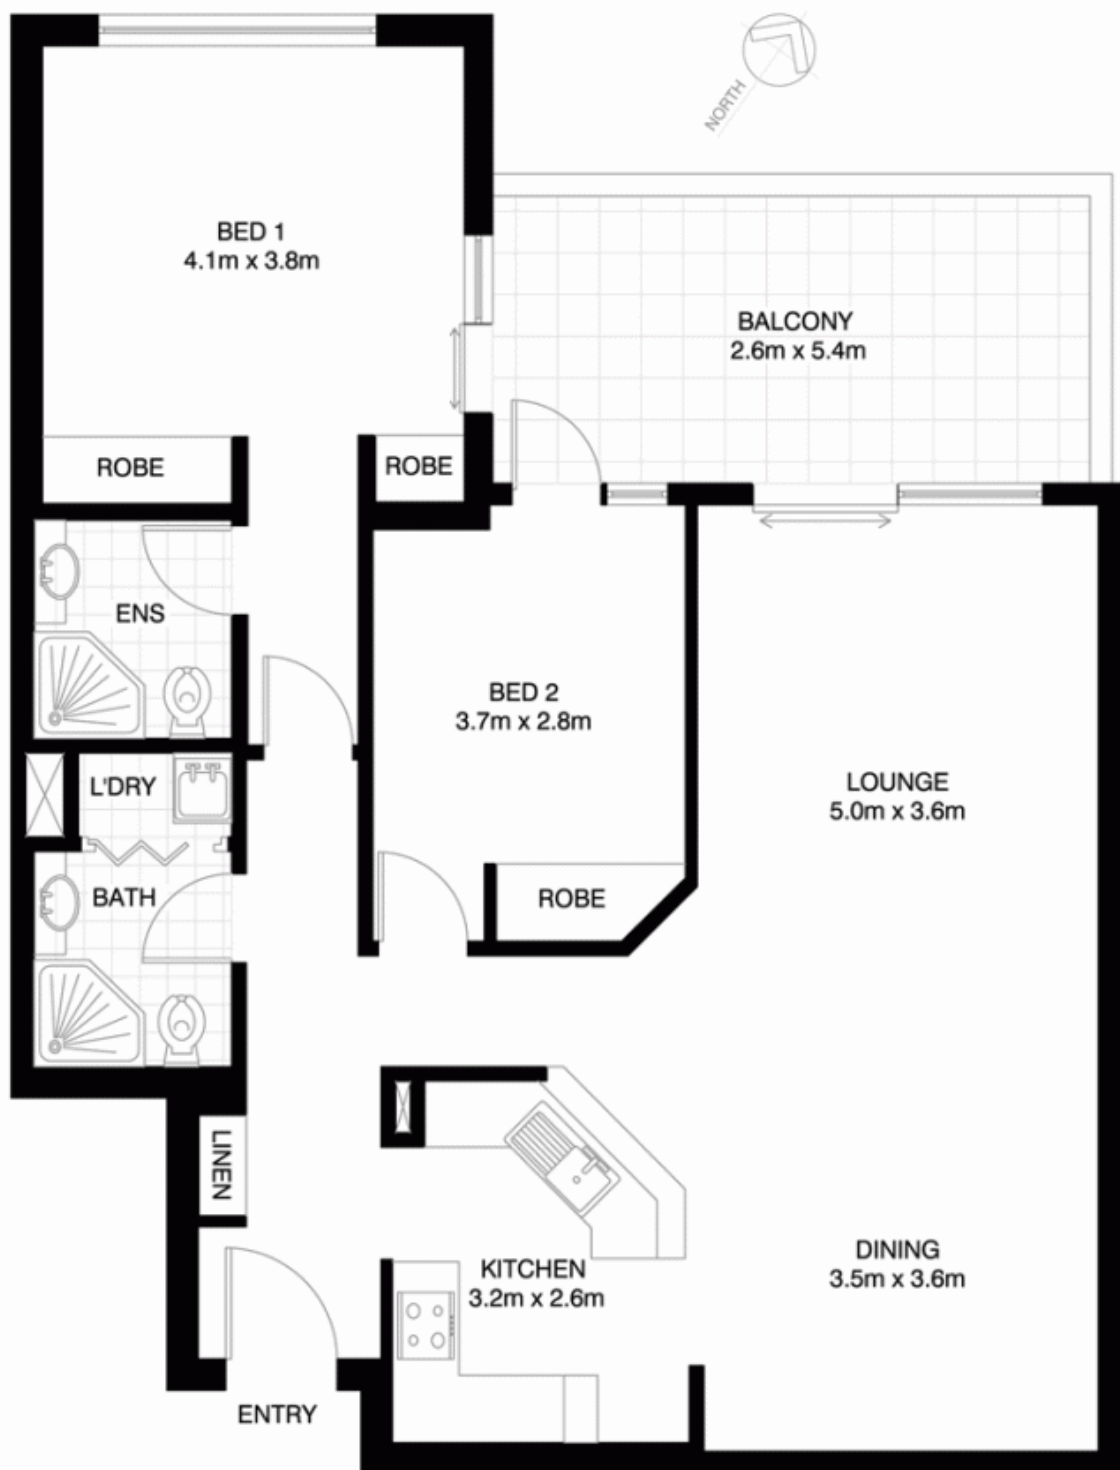 NORTH
BED 1
4.1m x 3.8m
BALCONY
2.6m x 5.4m
ROBE
ROBE
ENS
BED 2
3.7m x 2.8m
L'DRY
LOUNGE
5.0m x 3.6m
BATH
ROBE
LINEN
KITCHEN
3.2m x 2.6m
DINING
3.5m x 3.6m
ENTRY